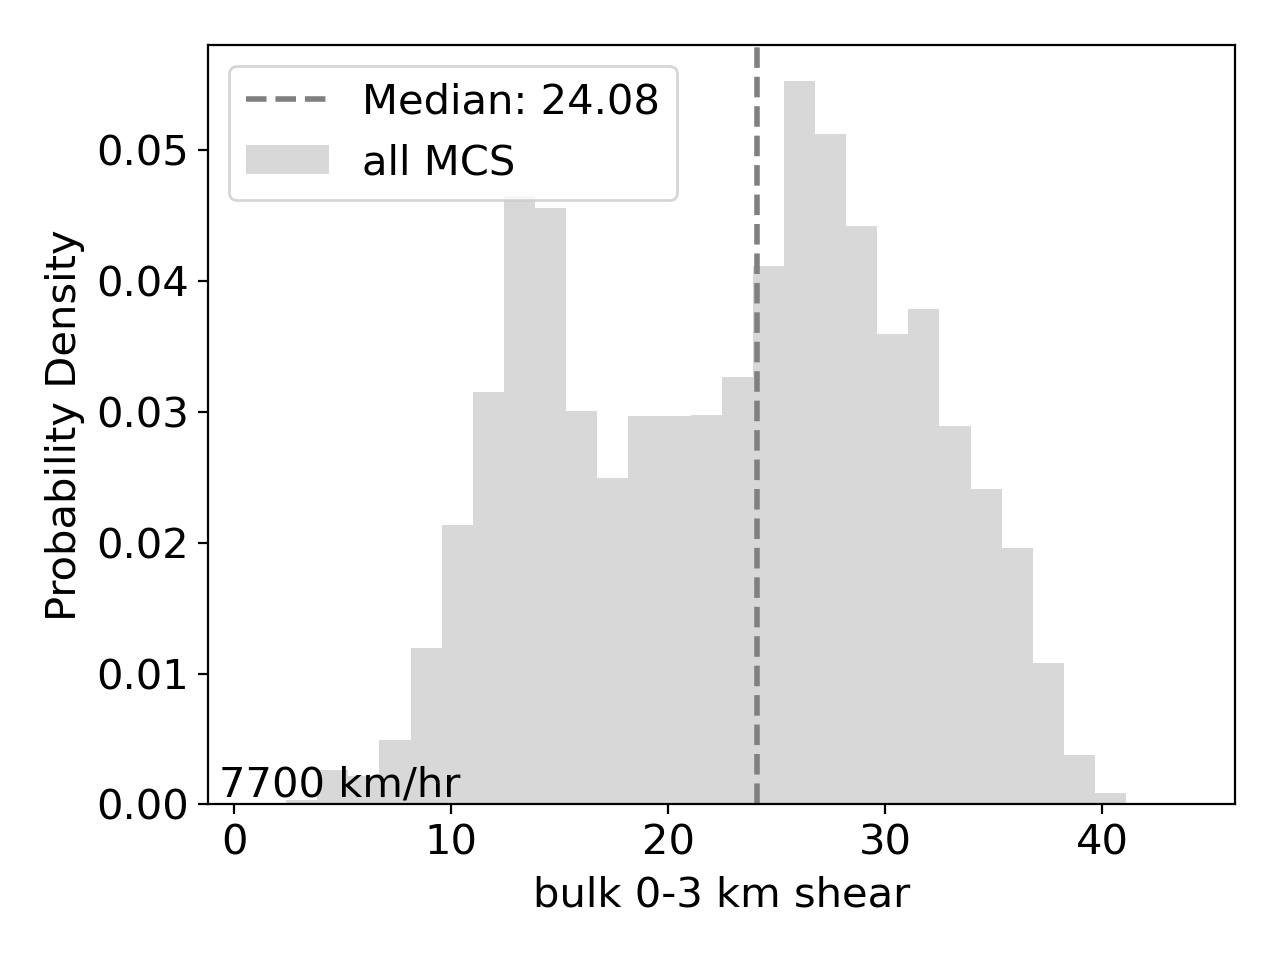 Median: 24.08
all MCS
0.05
0.04
0.03
0.02
0.01
0.00
Probability Density
7700 km/hr
0 10 20 30 40
bulk 0-3 km shear